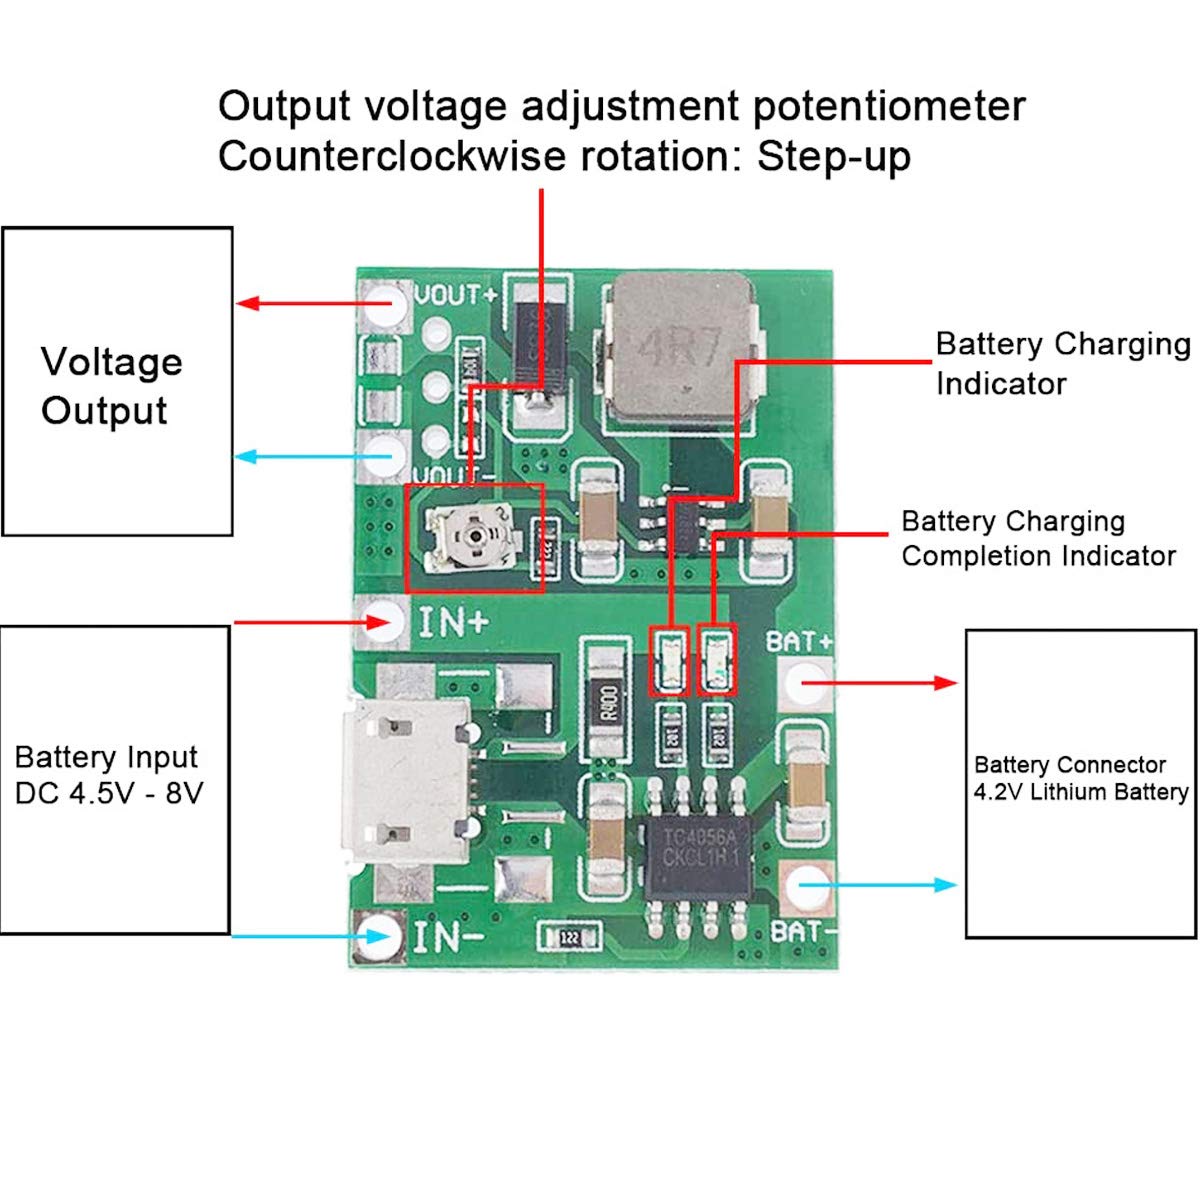 Output voltage adjustment potentiometer
Counterclockwise rotation: Step-up
Voltage
Output
VOUT+
4R7
Battery Charging
Indicator
VOUT-
Battery Charging
Completion Indicator
IN+
BAT+
R400
Battery Input
DC 4.5V - 8V
Battery Connector
4.2V Lithium Battery
102
102
TC4056A
CKCL1H 1
IN-
122
BAT-